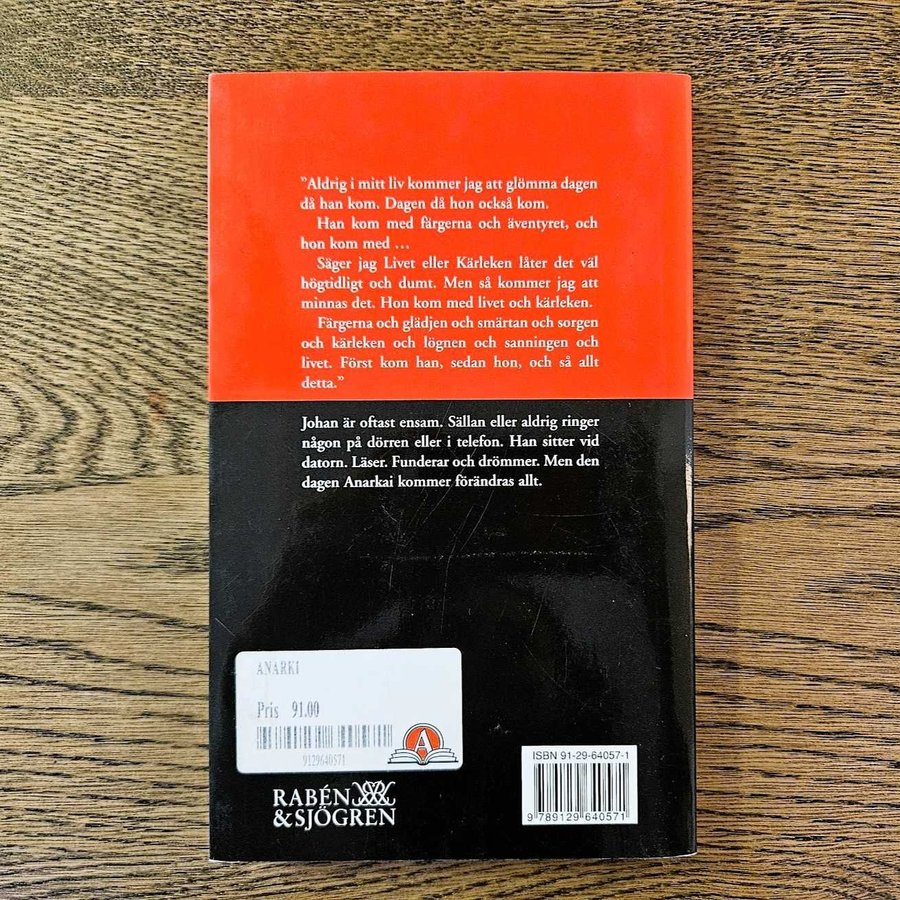 ”Aldrig i mitt liv kommer jag att glömma dagen
då han kom. Dagen då hon också kom.
Han kom med färgerna och äventyret, och
hon kom med …
Säger jag Livet eller Kärleken låter det väl
högtidligt och dumt. Men så kommer jag att
minnas det. Hon kom med livet och kärleken.
Färgerna och glädjen och smärtan och sorgen
och kärleken och lögnen och sanningen och
livet. Först kom han, sedan hon, och så allt
detta.”
Johan är oftast ensam. Sällan eller aldrig ringer
någon på dörren eller i telefon. Han sitter vid
datorn. Läser. Funderar och drömmer. Men den
dagen Anarkai kommer förändras allt.
ANARKI
Pris 91.00
A
9129640571
RABÉN
&SJÖGREN
ISBN 91-29-64057-1
9 789129 640571